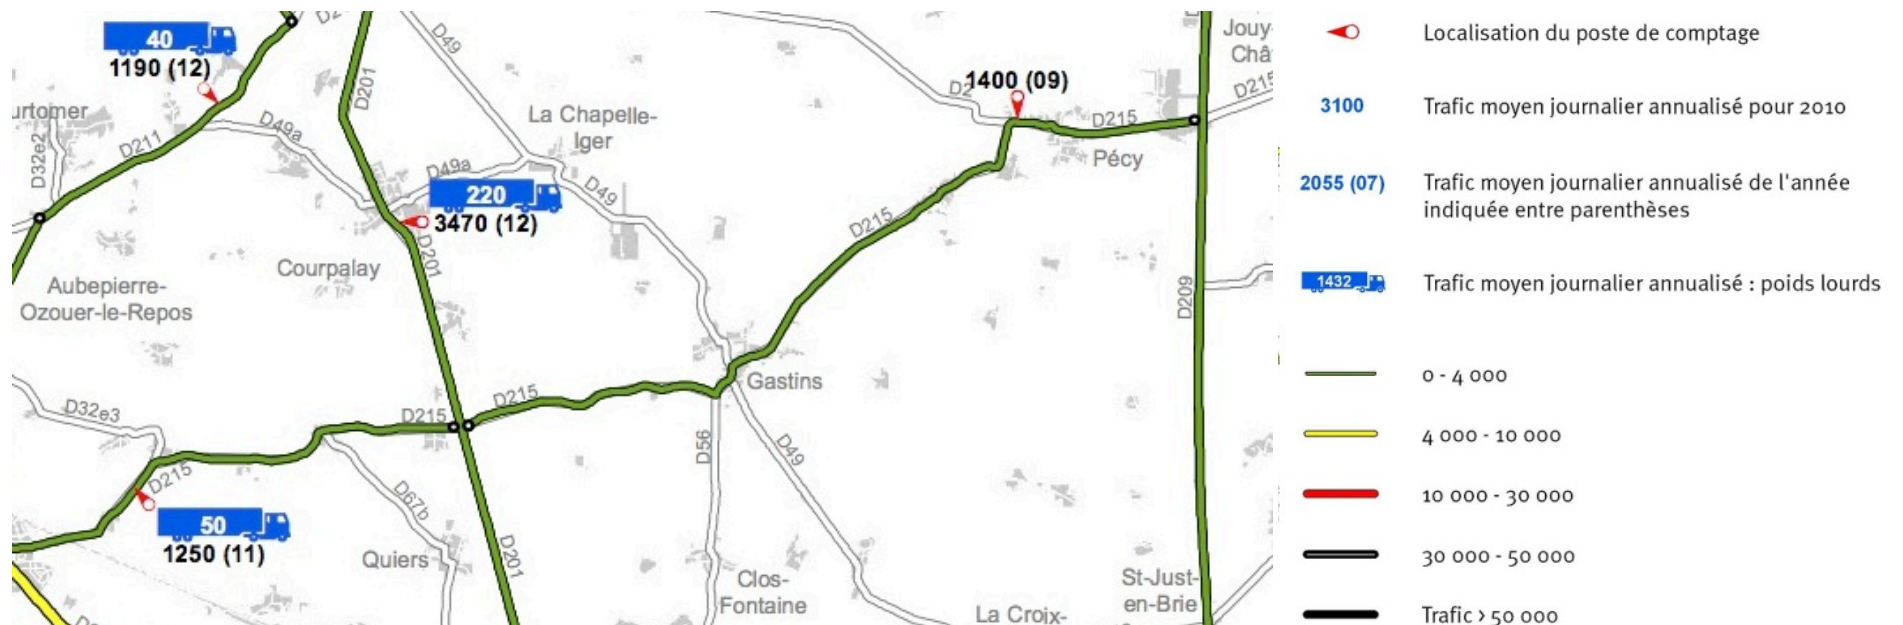 40
1190 (12)
urtomer
D32e2
D211
D49a
D201
D49
La Chapelle-
Iger
D49a
220
3470 (12)
D49
D201
Courpalay
Aubepierre-
Ozouer-le-Repos
1400 (09)
D2
D215
Pécy
Jouy-
Châ
D215
D215
D209
Gastins
D215
D215
D32e3
D215
50
1250 (11)
D67b
Quiers
D201
D56
D49
Clos-
Fontaine
La Croix-
St-Just-
en-Brie
Localisation du poste de comptage
3100 Trafic moyen journalier annualisé pour 2010
2055 (07) Trafic moyen journalier annualisé de l'année
indiquée entre parenthèses
1432 Trafic moyen journalier annualisé : poids lourds
0 - 4 000
4 000 - 10 000
10 000 - 30 000
30 000 - 50 000
Trafic > 50 000